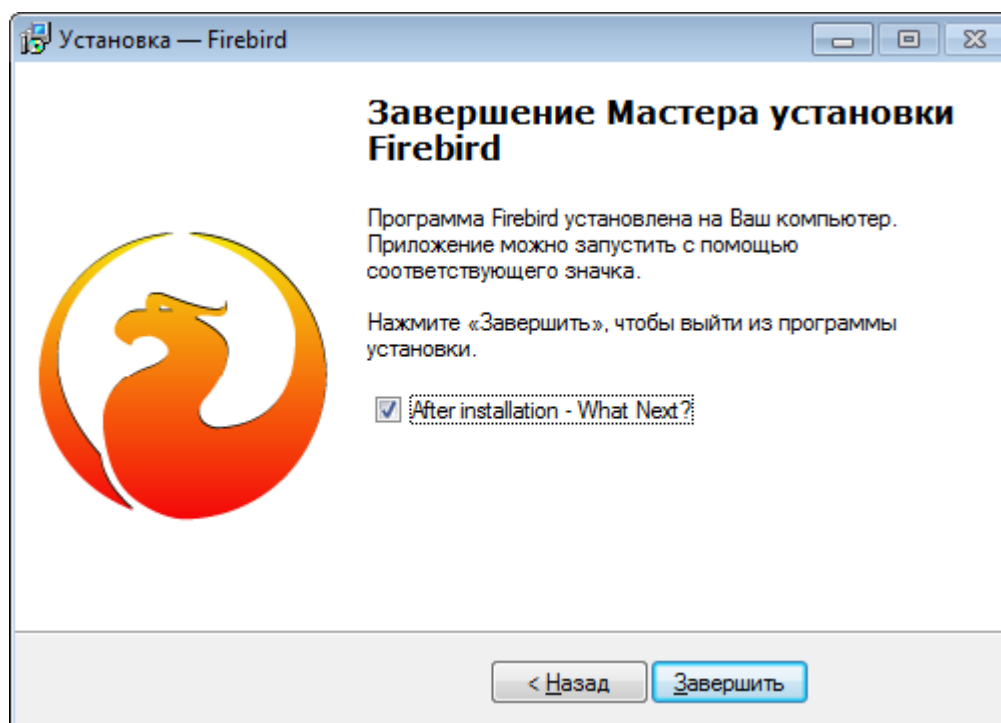 Установка — Firebird
Завершение Мастера установки
Firebird
Программа Firebird установлена на Ваш компьютер.
Приложение можно запустить с помощью
соответствующего значка.
Нажмите «Завершить», чтобы выйти из программы
установки.
After installation - What Next?
< Назад
Завершить